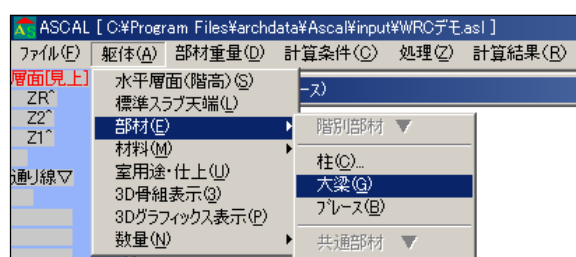 ASCAL [ C:¥Program Files¥archdata¥Ascal¥input¥WRCデモ.asl ]
ファイル(F) 躯体(A) 部材重量(D) 計算条件(C) 処理(Z) 計算結果(R)
層面[見上]
ZR^
Z2^
Z1^
通り線▽
水平層面(階高)(S)
標準スラブ天端(L)
部材(E)
材料(M)
室用途・仕上(U)
3D骨組表示(3)
3Dグラフィックス表示(P)
数量(N)
ース)
階別部材 ▼
柱(C)...
大梁(G)
ブレース(B)
共通部材 ▼